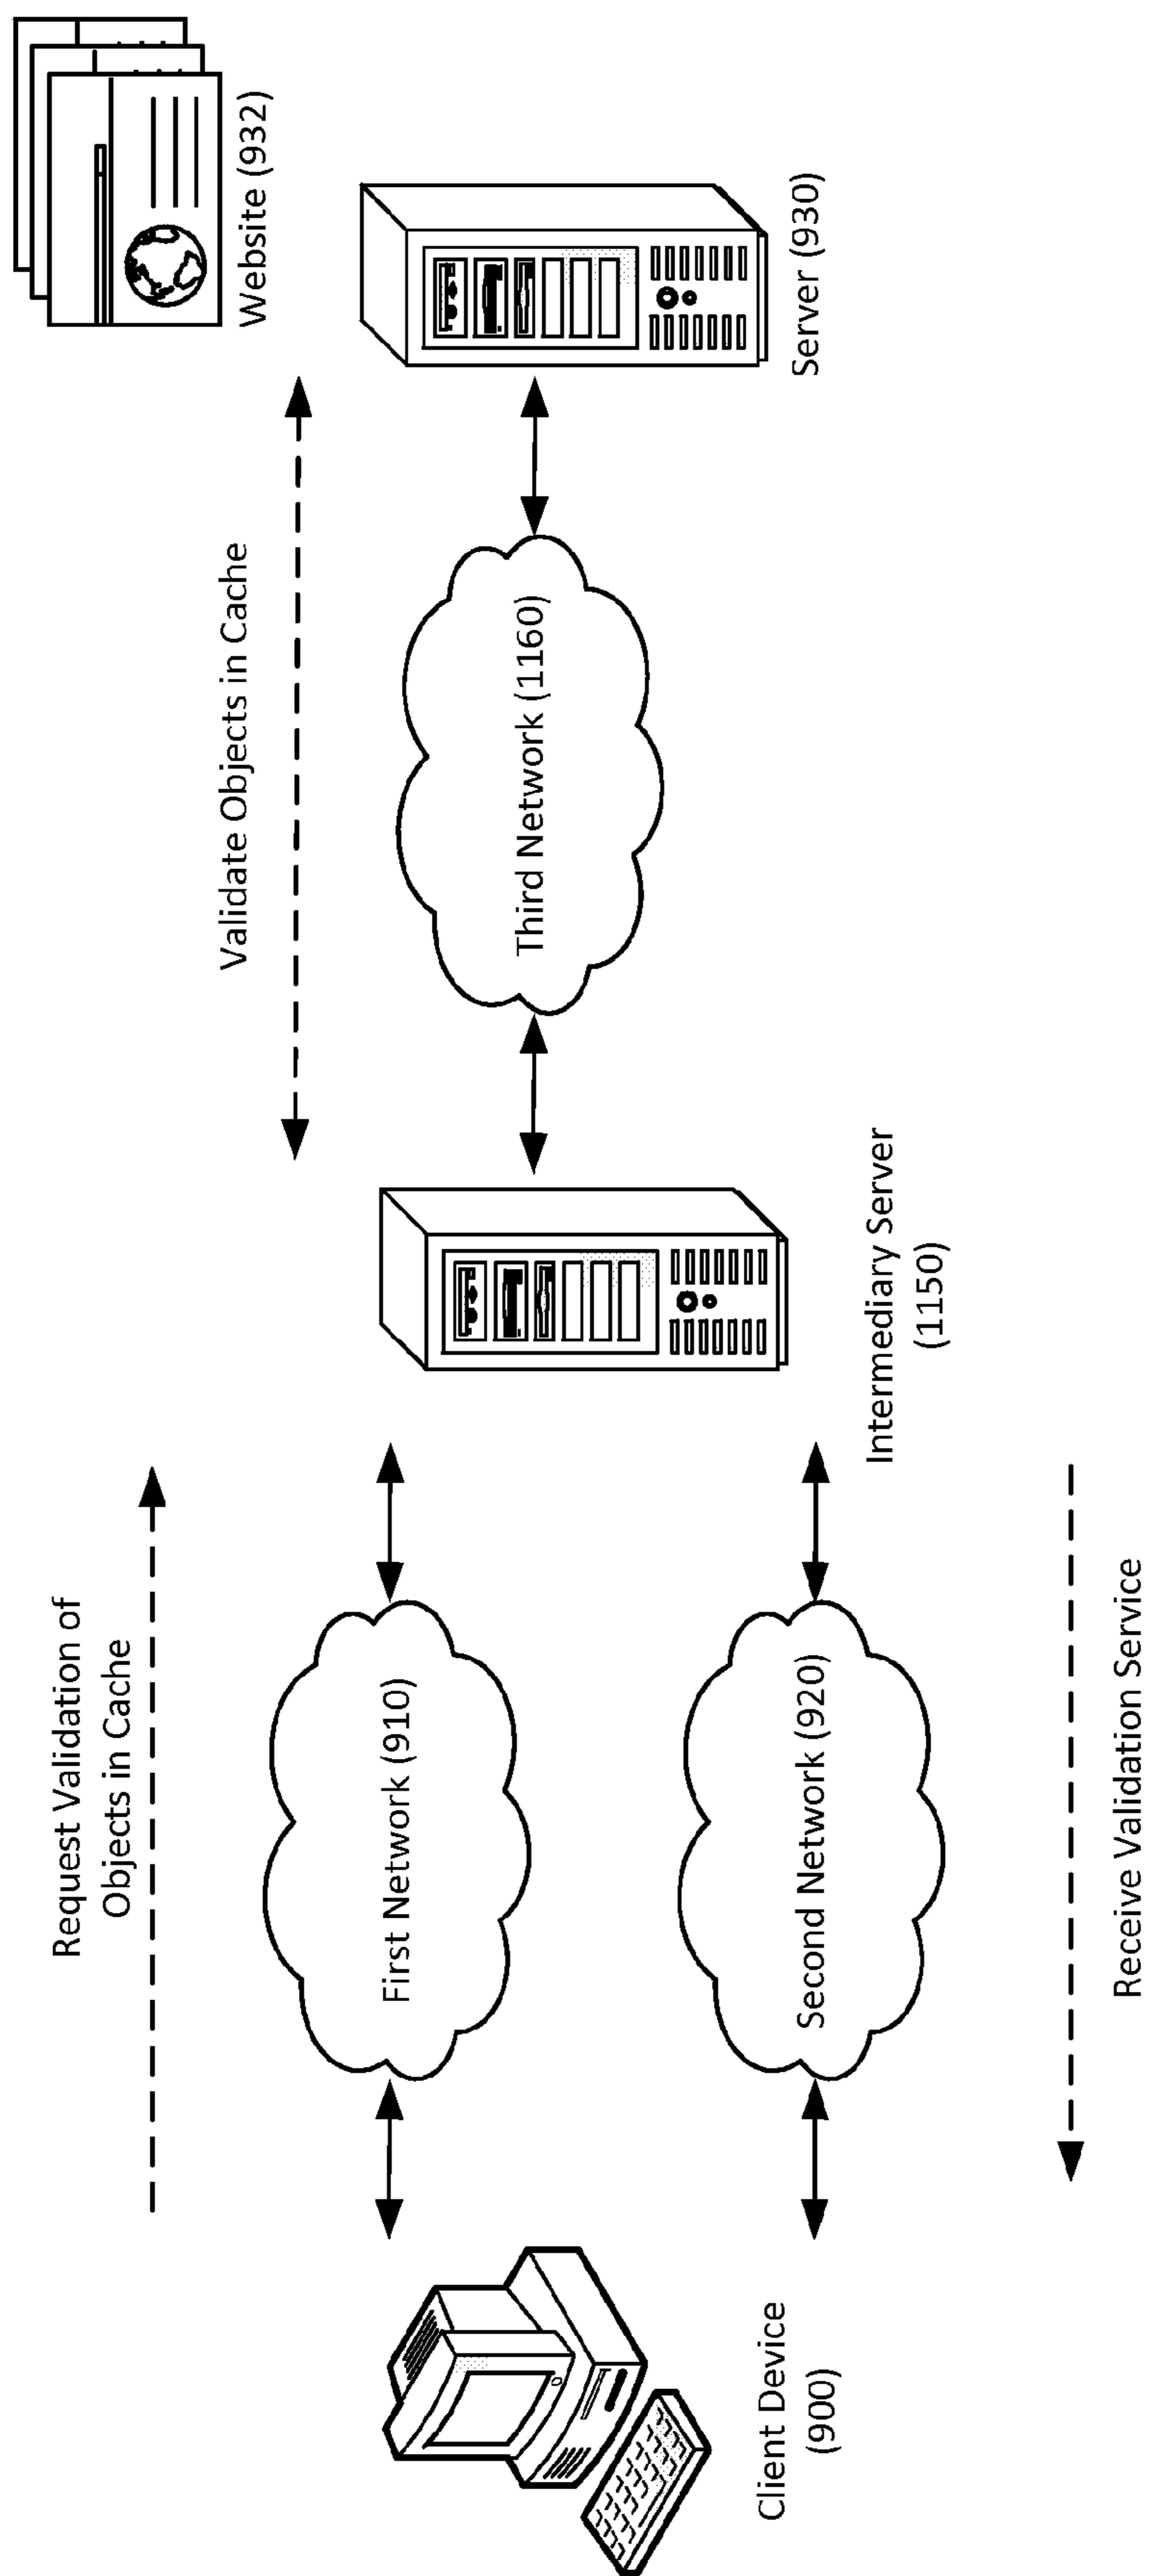 Request Validation of
Objects in Cache
Validate Objects in Cache
Website (932)
First Network (910)
Third Network (1160)
Server (930)
Second Network (920)
Intermediary Server
(1150)
Client Device
(900)
Receive Validation Service